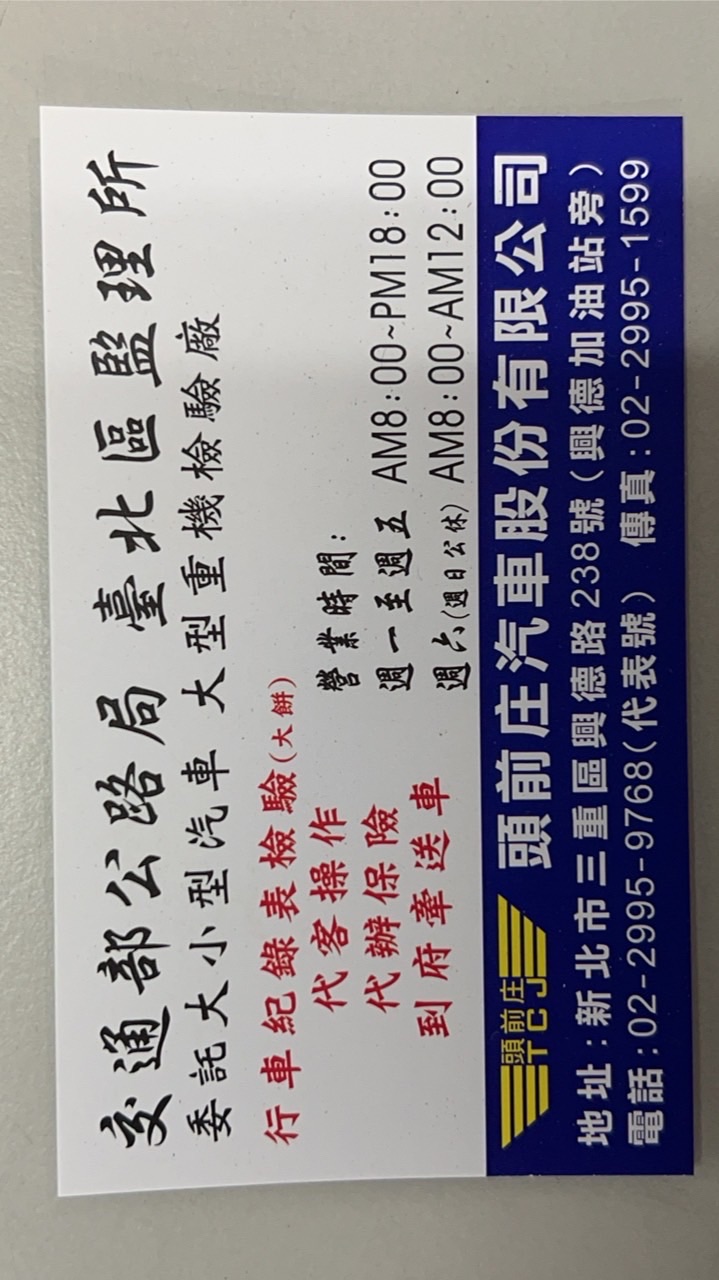 交通部公路局 臺北區監理所
委託大小型汽車 大型重機檢驗廠
行車紀錄表檢驗(大餅)
代客操作
代辦保險
到府牽送車
營業時間:
週一至週五 AM8:00~PM18:00
週六(週日公休) AM8:00~AM12:00
頭前庄
TCJ
頭前庄汽車股份有限公司
地址:新北市三重區興德路238號(興德加油站旁)
電話:02-2995-9768(代表號) 傳真:02-2995-1599